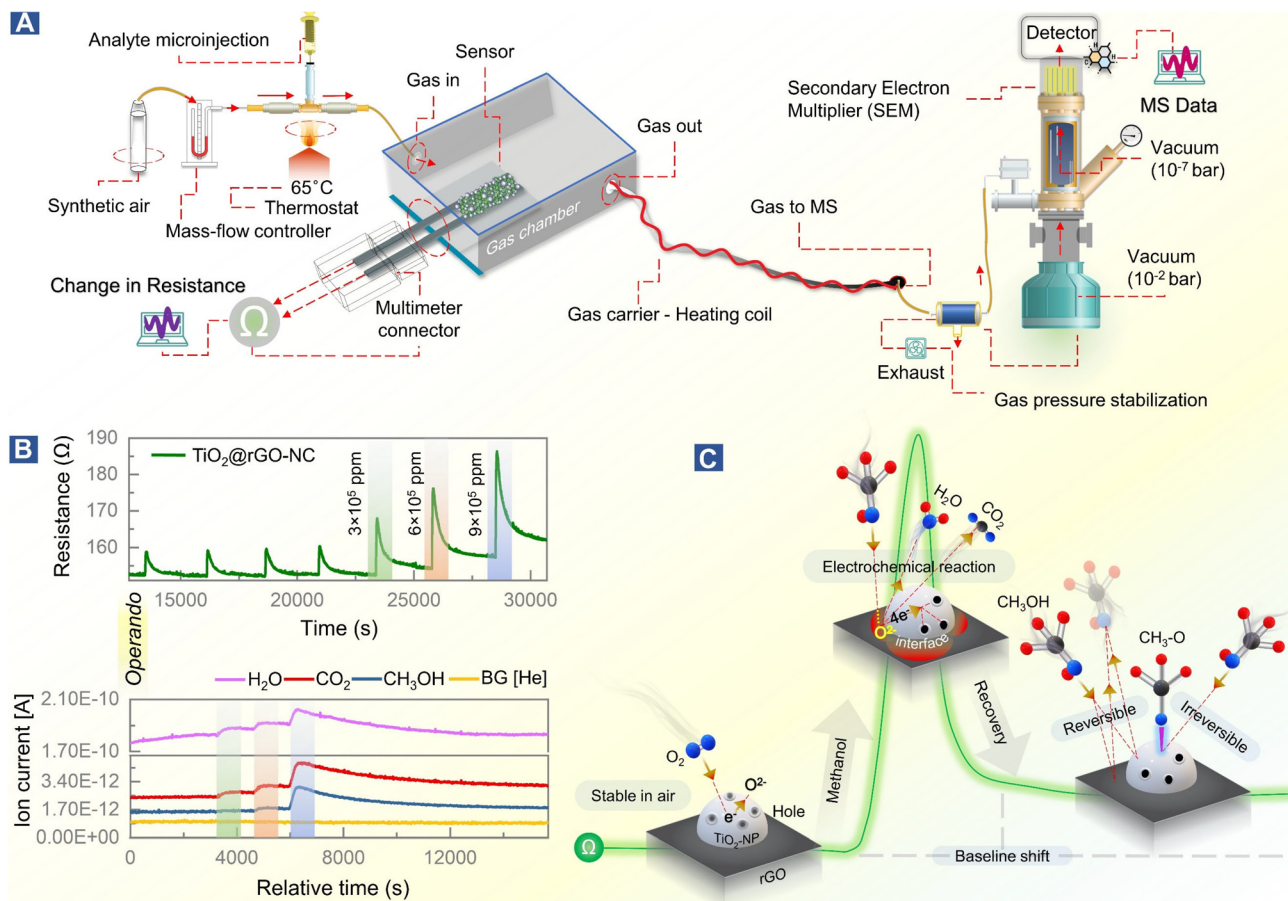 A
Analyte microinjection
Synthetic air
65°C
Thermostat
Mass-flow controller
Gas in
Sensor
Gas chamber
Gas out
Multimeter
connector
Change in Resistance
Ω
Gas carrier - Heating coil
Gas to MS
Exhaust
Gas pressure stabilization
Secondary Electron
Multiplier (SEM)
Detector
H
C
H
MS Data
Vacuum
(10⁻⁷ bar)
Vacuum
(10⁻² bar)
B
Resistance (Ω)
190
180
170
160
TiO₂@rGO-NC
3×10⁵ ppm
6×10⁵ ppm
9×10⁵ ppm
15000
20000
25000
30000
Time (s)
Operando
H₂O
CO₂
CH₃OH
BG [He]
Ion current [A]
2.10E-10
1.70E-10
3.40E-12
1.70E-12
0.00E+00
0
4000
8000
12000
Relative time (s)
C
H₂O
CO₂
Electrochemical reaction
4e⁻
O²⁻
interface
Methanol
Recovery
CH₃OH
CH₃-O
Reversible
Irreversible
O₂
O²⁻
Stable in air
e⁻
Hole
TiO₂-NP
rGO
Ω
Baseline shift